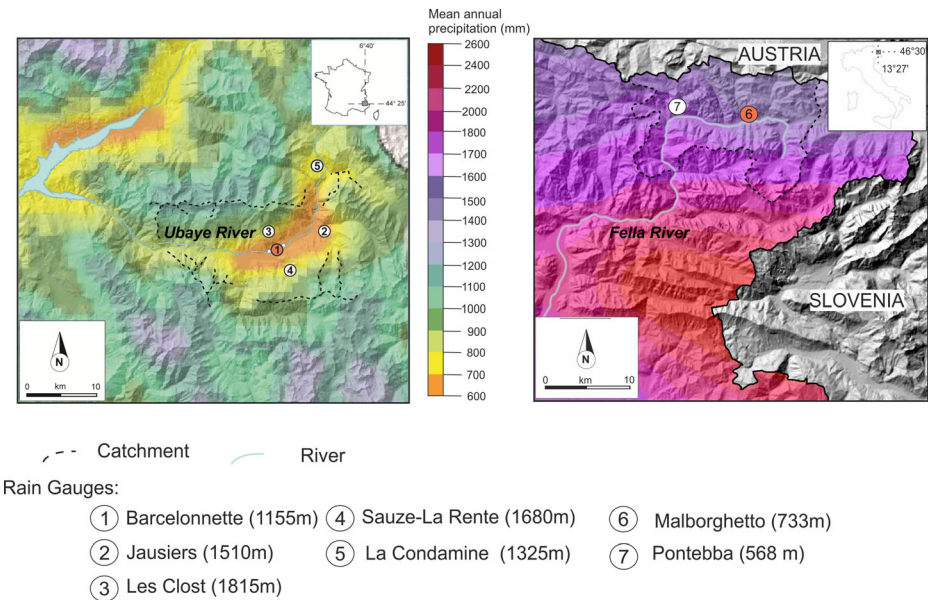 Mean annual
precipitation (mm)
6°40'
44° 25'
5
Ubaye River
3
2
1
4
N
0 km 10
2600
2400
2200
2000
1800
1700
1600
1500
1400
1300
1200
1100
1000
900
800
700
600
AUSTRIA
46°30'
13°27'
7
6
Fella River
SLOVENIA
N
0 km 10
Catchment
River
Rain Gauges:
1 Barcelonnette (1155m) 4 Sauze-La Rente (1680m) 6 Malborghetto (733m)
2 Jausiers (1510m) 5 La Condamine (1325m) 7 Pontebba (568 m)
3 Les Clost (1815m)